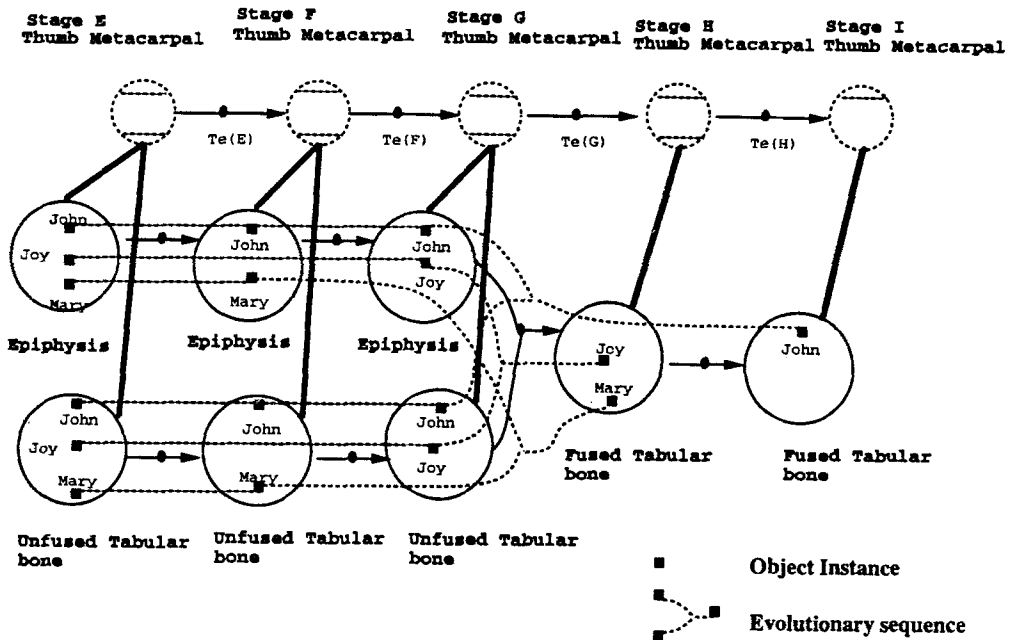 Stage E
Thumb Metacarpal
Stage F
Thumb Metacarpal
Stage G
Thumb Metacarpal
Stage H
Thumb Metacarpal
Stage I
Thumb Metacarpal
Te(E)
Te(F)
Te(G)
Te(H)
John
Joy
Mary
Epiphysis
John
Mary
Epiphysis
John
Joy
Epiphysis
Joy
Mary
Fused Tabular
bone
John
Fused Tabular
bone
John
Joy
Mary
Unfused Tabular
bone
John
Mary
Unfused Tabular
bone
John
Joy
Unfused Tabular
bone
Object Instance
Evolutionary sequence